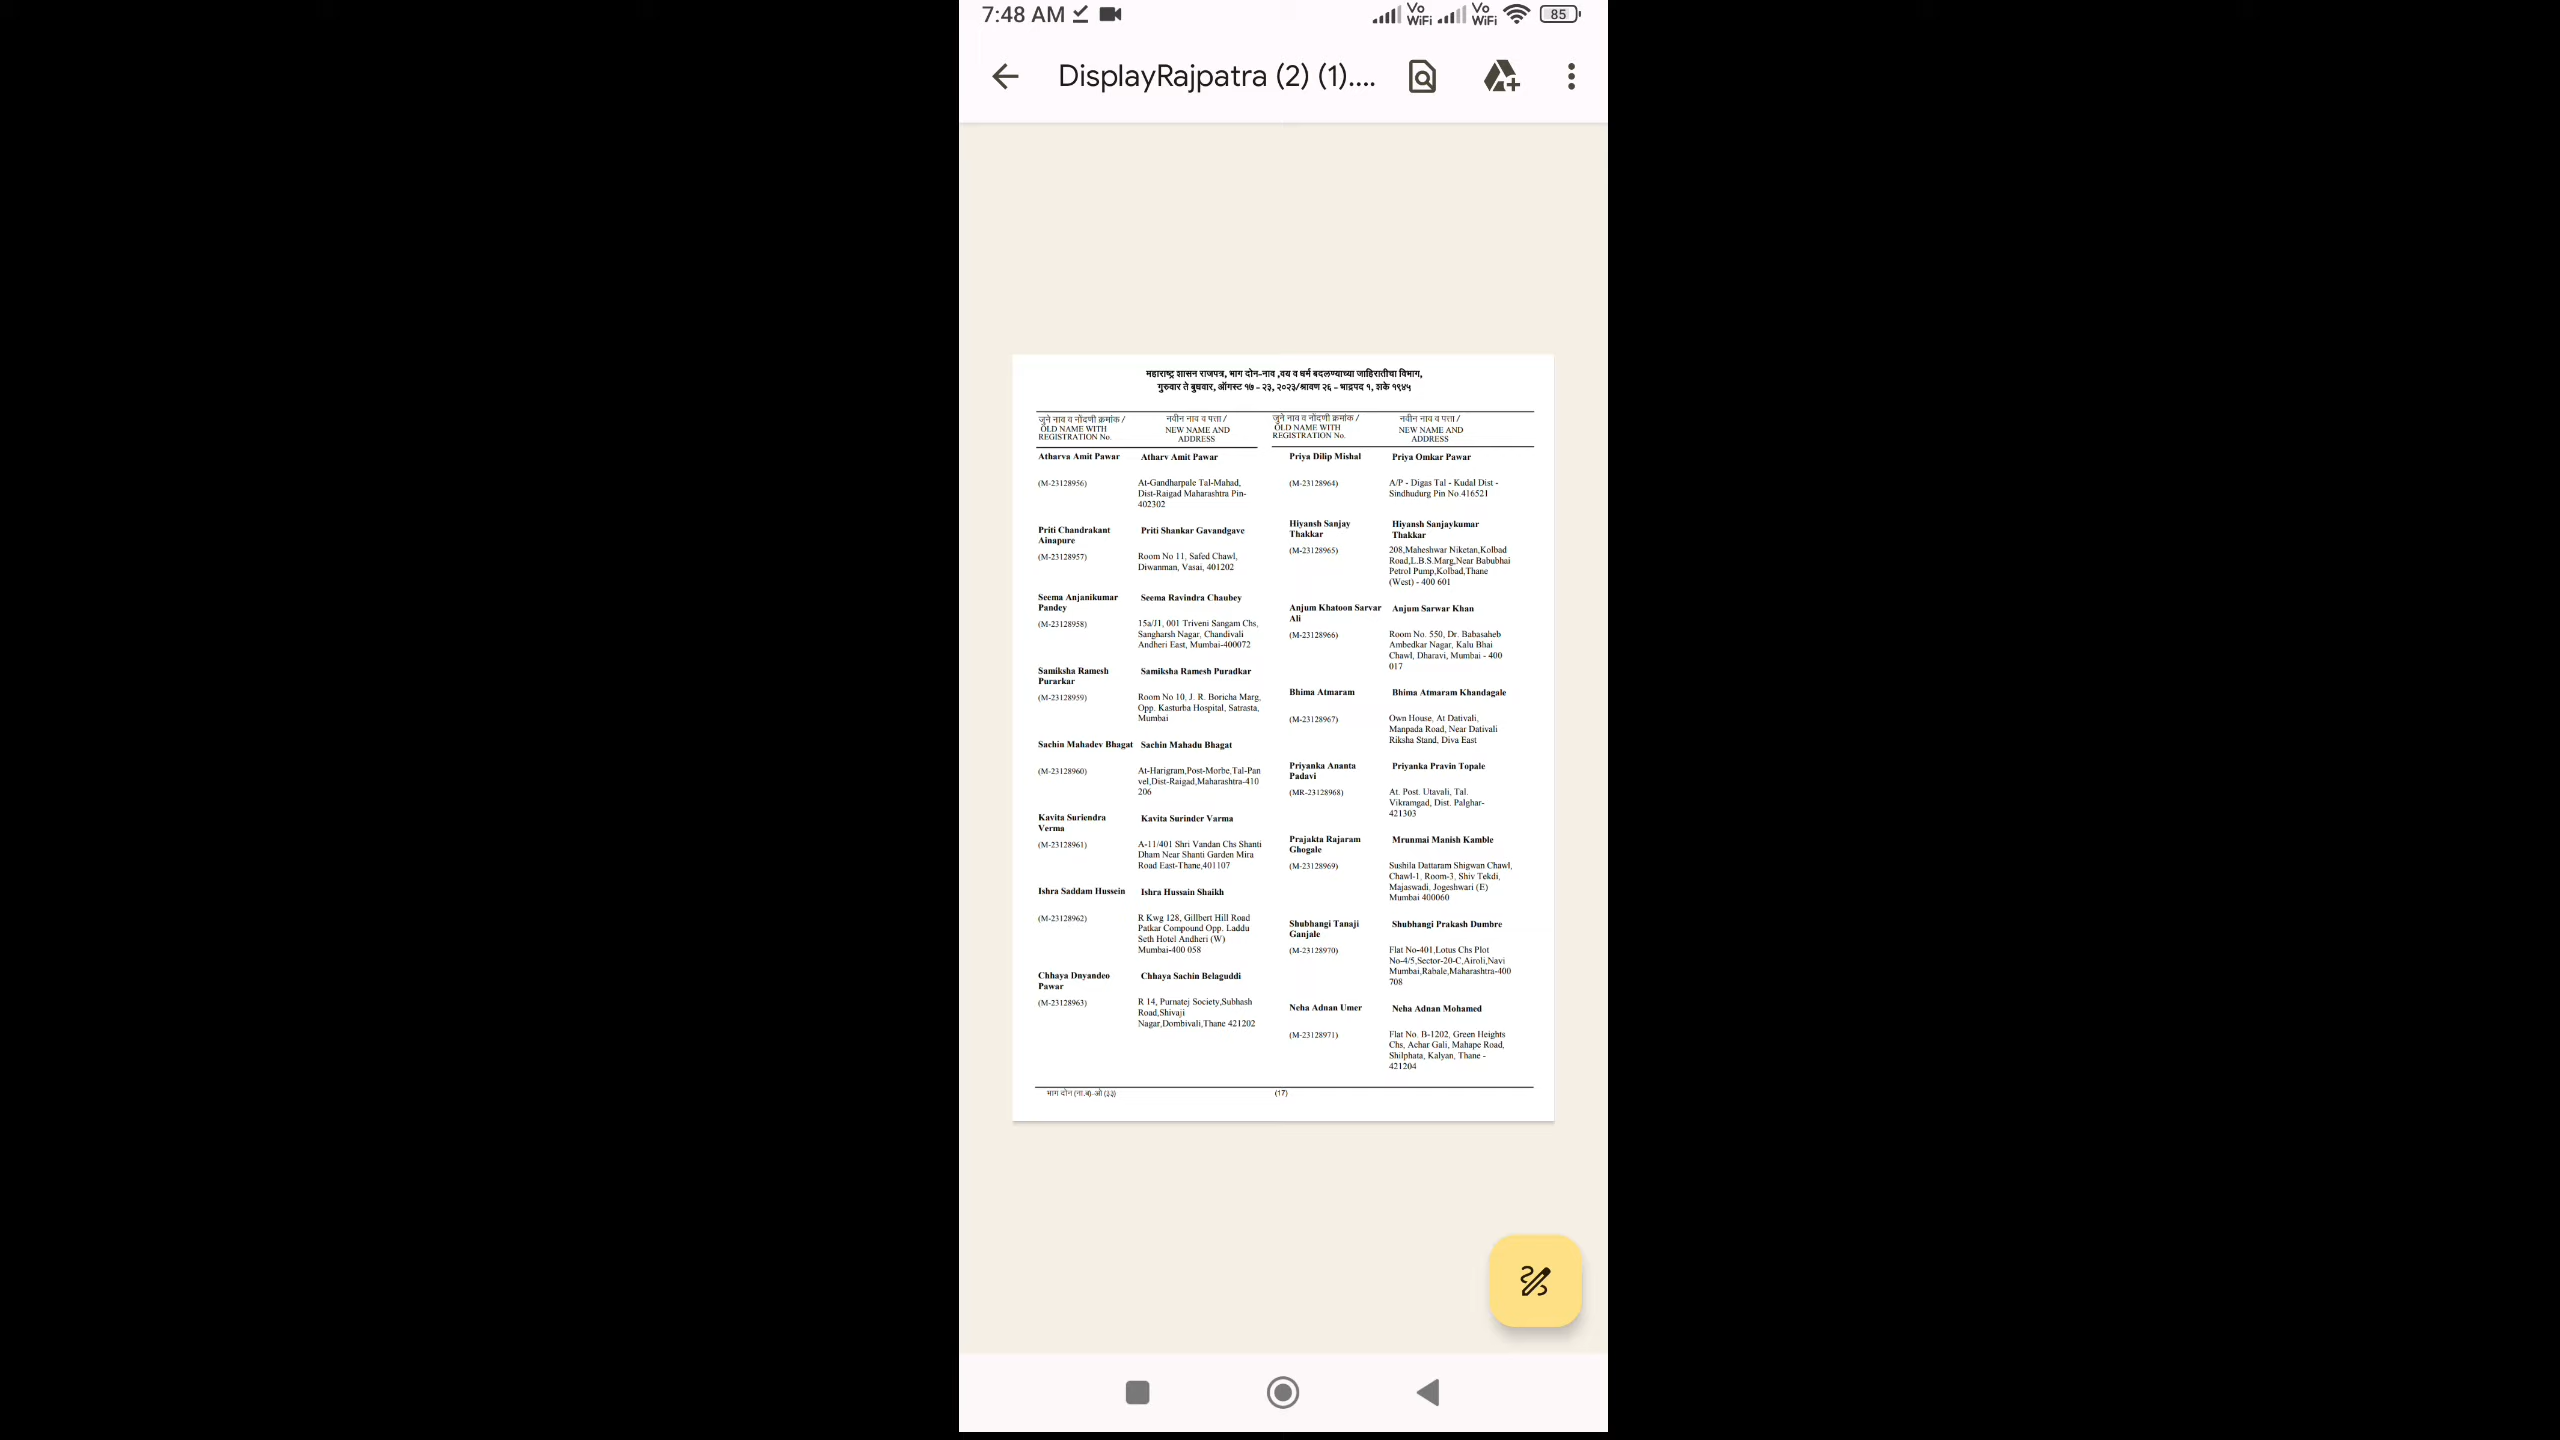 7:48 AM
Vo WiFi
Vo WiFi
85
DisplayRajpatra (2) (1)....
महाराष्ट्र शासन राजपत्र, भाग दोन-नाव ,वय व धर्म बदलण्याच्या जाहिरातीचा विभाग,
गुरुवार ते बुधवार, ऑगस्ट १७ - २३, २०२३/श्रावण २६ - भाद्रपद १, शके १९४५
जुने नाव व नोंदणी क्रमांक /
OLD NAME WITH
REGISTRATION No.
नवीन नाव व पत्ता /
NEW NAME AND
ADDRESS
Atharva Amit Pawar
Atharv Amit Pawar
(M-23128956)
At-Gandharpale Tal-Mahad,
Dist-Raigad Maharashtra Pin-
402302
Priti Chandrakant
Ainapure
Priti Shankar Gavandgave
(M-23128957)
Room No 11, Safed Chawl,
Diwanman, Vasai, 401202
Seema Anjanikumar
Pandey
Seema Ravindra Chaubey
(M-23128958)
15a/J1, 001 Triveni Sangam Chs,
Sangharsh Nagar, Chandivali
Andheri East, Mumbai-400072
Samiksha Ramesh
Purarkar
Samiksha Ramesh Puradkar
(M-23128959)
Room No 10, J. R. Boricha Marg,
Opp. Kasturba Hospital, Satrasta,
Mumbai
Sachin Mahadev Bhagat
Sachin Mahadu Bhagat
(M-23128960)
At-Harigram,Post-Morbe,Tal-Pan
vel,Dist-Raigad,Maharashtra-410
206
Kavita Suriendra
Verma
Kavita Surinder Varma
(M-23128961)
A-11/401 Shri Vandan Chs Shanti
Dham Near Shanti Garden Mira
Road East-Thane,401107
Ishra Saddam Hussein
Ishra Hussain Shaikh
(M-23128962)
R Kwg 128, Gillbert Hill Road
Patkar Compound Opp. Laddu
Seth Hotel Andheri (W)
Mumbai-400 058
Chhaya Dnyandeo
Pawar
Chhaya Sachin Belaguddi
(M-23128963)
R 14, Purnatej Society,Subhash
Road,Shivaji
Nagar,Dombivali,Thane 421202
जुने नाव व नोंदणी क्रमांक /
OLD NAME WITH
REGISTRATION No.
नवीन नाव व पत्ता /
NEW NAME AND
ADDRESS
Priya Dilip Mishal
Priya Omkar Pawar
(M-23128964)
A/P - Digas Tal - Kudal Dist -
Sindhudurg Pin No.416521
Hiyansh Sanjay
Thakkar
Hiyansh Sanjaykumar
Thakkar
(M-23128965)
208,Maheshwar Niketan,Kolbad
Road,L.B.S.Marg,Near Babubhai
Petrol Pump,Kolbad,Thane
(West) - 400 601
Anjum Khatoon Sarvar
Ali
Anjum Sarwar Khan
(M-23128966)
Room No. 550, Dr. Babasaheb
Ambedkar Nagar, Kalu Bhai
Chawl, Dharavi, Mumbai - 400
017
Bhima Atmaram
Bhima Atmaram Khandagale
(M-23128967)
Own House, At Dativali,
Manpada Road, Near Dativali
Riksha Stand, Diva East
Priyanka Ananta
Padavi
Priyanka Pravin Topale
(MR-23128968)
At. Post. Utavali, Tal.
Vikramgad, Dist. Palghar-
421303
Prajakta Rajaram
Ghogale
Mrunmai Manish Kamble
(M-23128969)
Sushila Dattaram Shigwan Chawl,
Chawl-1, Room-3, Shiv Tekdi,
Majaswadi, Jogeshwari (E)
Mumbai 400060
Shubhangi Tanaji
Ganjale
Shubhangi Prakash Dumbre
(M-23128970)
Flat No-401,Lotus Chs Plot
No-4/5,Sector-20-C,Airoli,Navi
Mumbai,Rabale,Maharashtra-400
708
Neha Adnan Umer
Neha Adnan Mohamed
(M-23128971)
Flat No. B-1202, Green Heights
Chs, Achar Gali, Mahape Road,
Shilphata, Kalyan, Thane -
421204
भाग दोन (ना.ब)-ओ (३३)
(17)